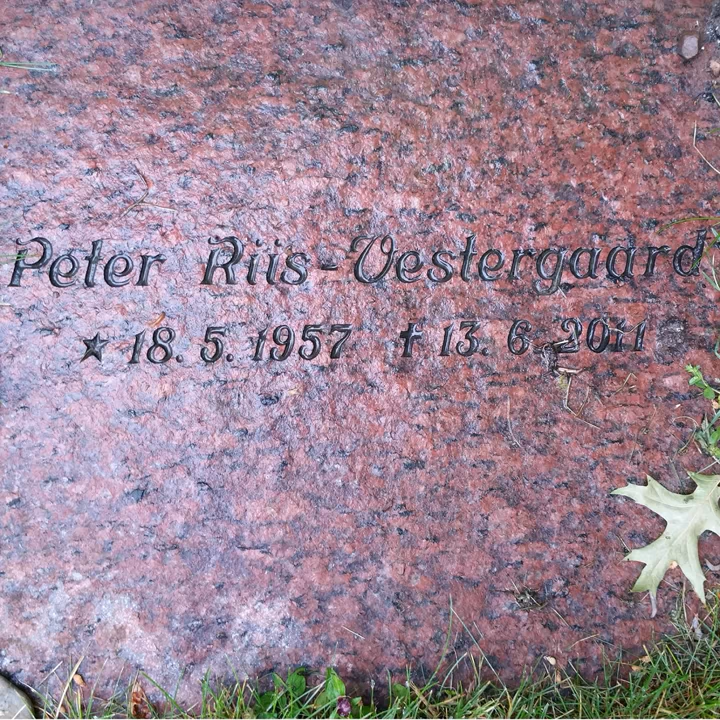 Peter Riis-Vestergaard
★ 18. 5. 1957 † 13. 6. 2011